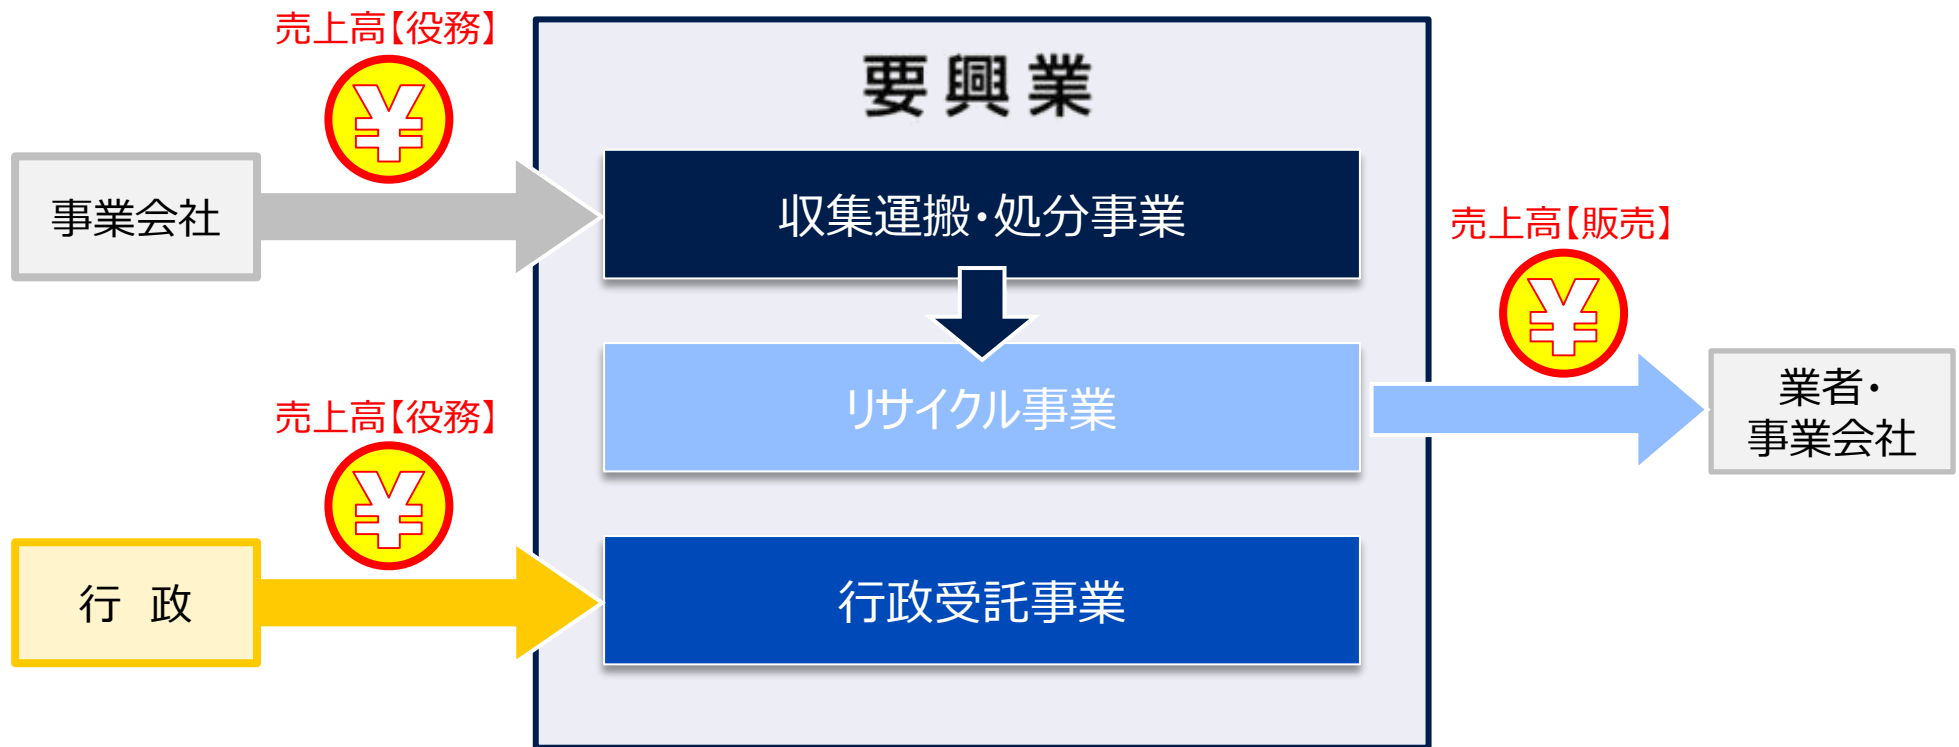 売上高【役務】
要興業
事業会社
収集運搬・処分事業
売上高【販売】
リサイクル事業
業者・
事業会社
売上高【役務】
行 政
行政受託事業